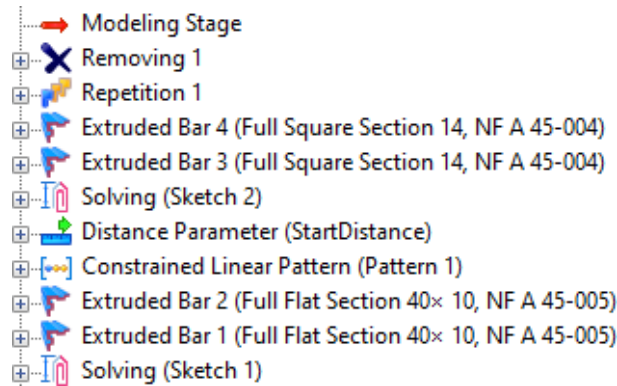 Modeling Stage
Removing 1
Repetition 1
Extruded Bar 4 (Full Square Section 14, NF A 45-004)
Extruded Bar 3 (Full Square Section 14, NF A 45-004)
Solving (Sketch 2)
Distance Parameter (StartDistance)
Constrained Linear Pattern (Pattern 1)
Extruded Bar 2 (Full Flat Section 40× 10, NF A 45-005)
Extruded Bar 1 (Full Flat Section 40× 10, NF A 45-005)
Solving (Sketch 1)